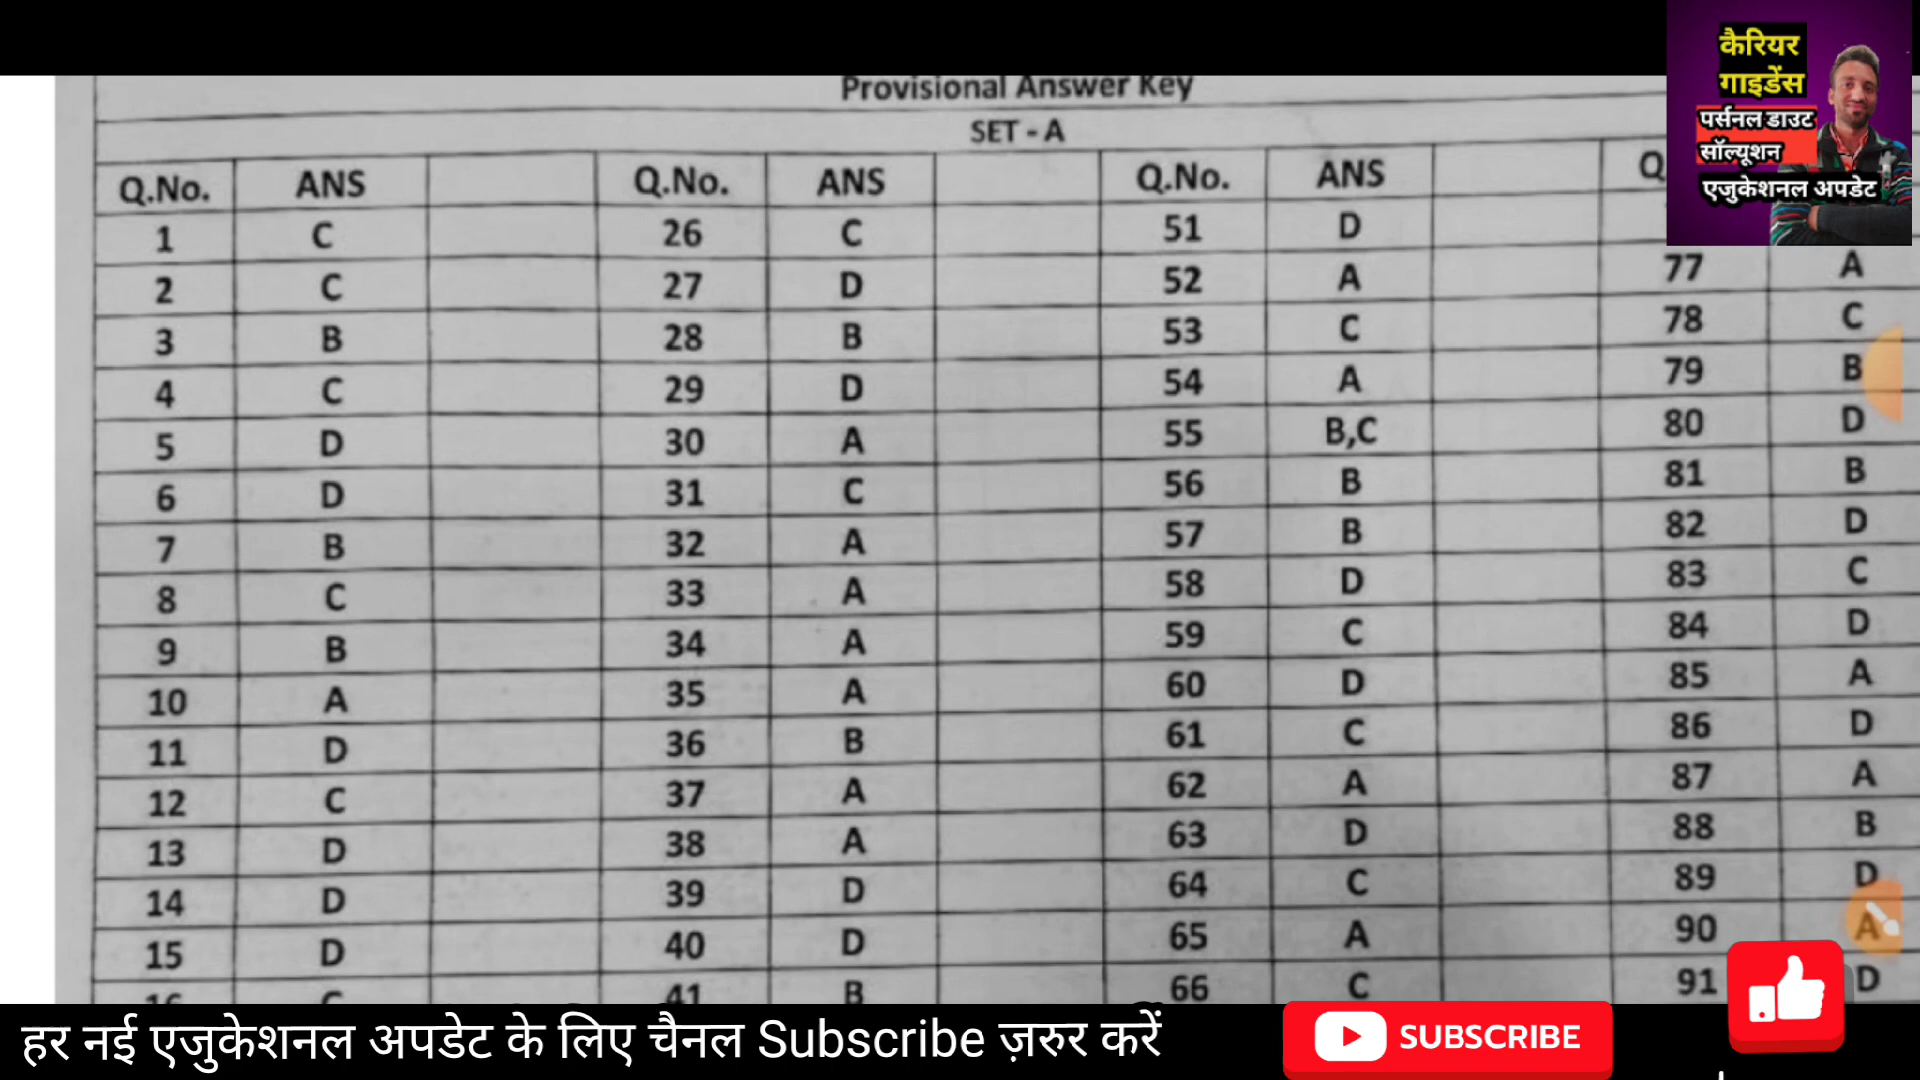 Provisional Answer Key
SET - A
Q.No. ANS Q.No. ANS Q.No. ANS
1 C 26 C 51 D
2 C 27 D 52 A 77 A
3 B 28 B 53 C 78 C
4 C 29 D 54 A 79 B
5 D 30 A 55 B,C 80 D
6 D 31 C 56 B 81 B
7 B 32 A 57 B 82 D
8 C 33 A 58 D 83 C
9 B 34 A 59 C 84 D
10 A 35 A 60 D 85 A
11 D 36 B 61 C 86 D
12 C 37 A 62 A 87 A
13 D 38 A 63 D 88 B
14 D 39 D 64 C 89 D
15 D 40 D 65 A 90 A
41 B 66 C 91 D
कैरियर
गाइडेंस
पर्सनल डाउट
सॉल्यूशन
एजुकेशनल अपडेट
हर नई एजुकेशनल अपडेट के लिए चैनल Subscribe ज़रुर करें
SUBSCRIBE